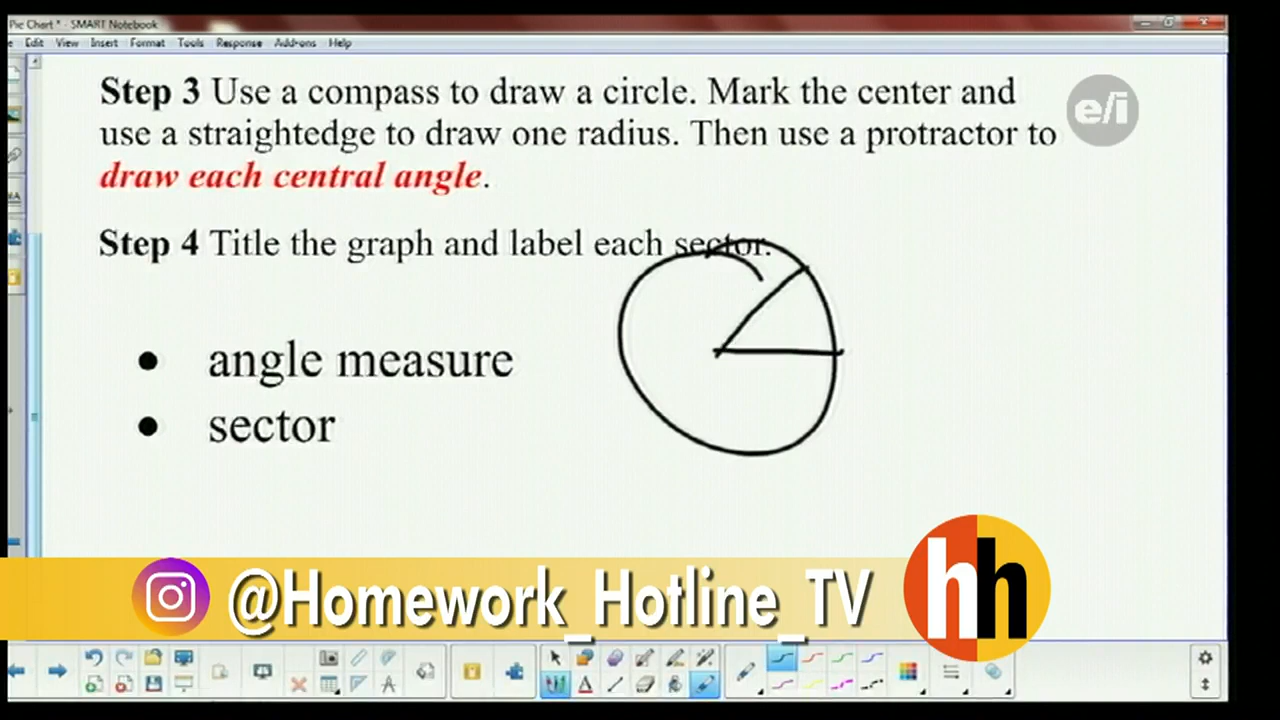 Pie Chart * - SMART Notebook
Edit View Insert Format Tools Response Add-ons Help
Step 3 Use a compass to draw a circle. Mark the center and
use a straightedge to draw one radius. Then use a protractor to
draw each central angle.
e/i
Step 4 Title the graph and label each sector.
• angle measure
• sector
@Homework_Hotline_TV
hh